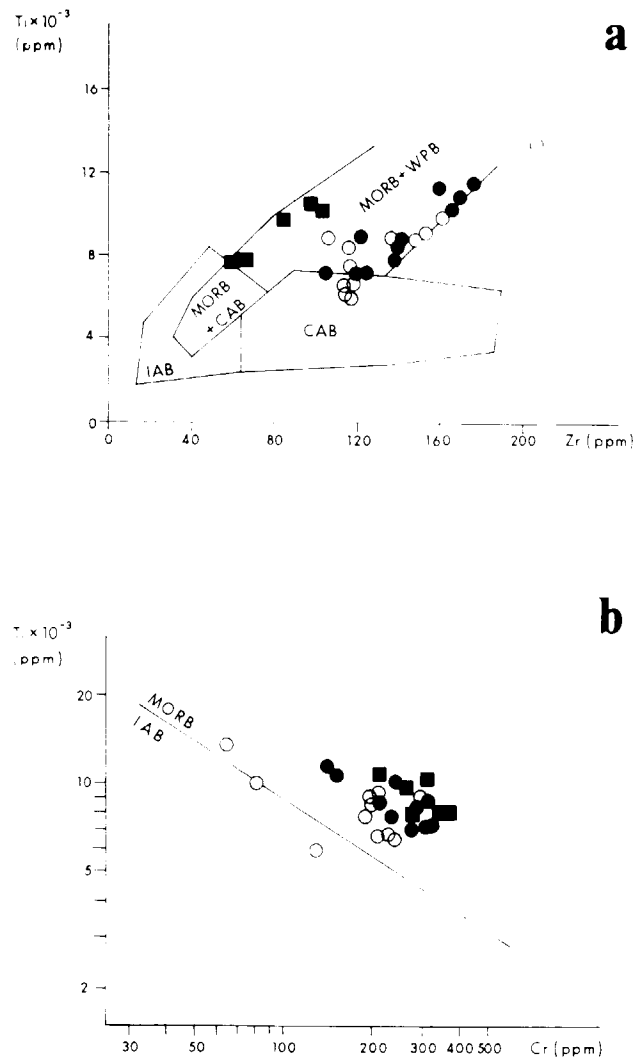 Ti × 10⁻³
(ppm)
a
16
12
8
4
0
MORB + WPB
MORB
+ CAB
CAB
IAB
0
40
80
120
160
200
Zr (ppm)
b
Ti × 10⁻³
(ppm)
MORB
IAB
20
10
5
2
30
100
200
300
400
500
Cr (ppm)